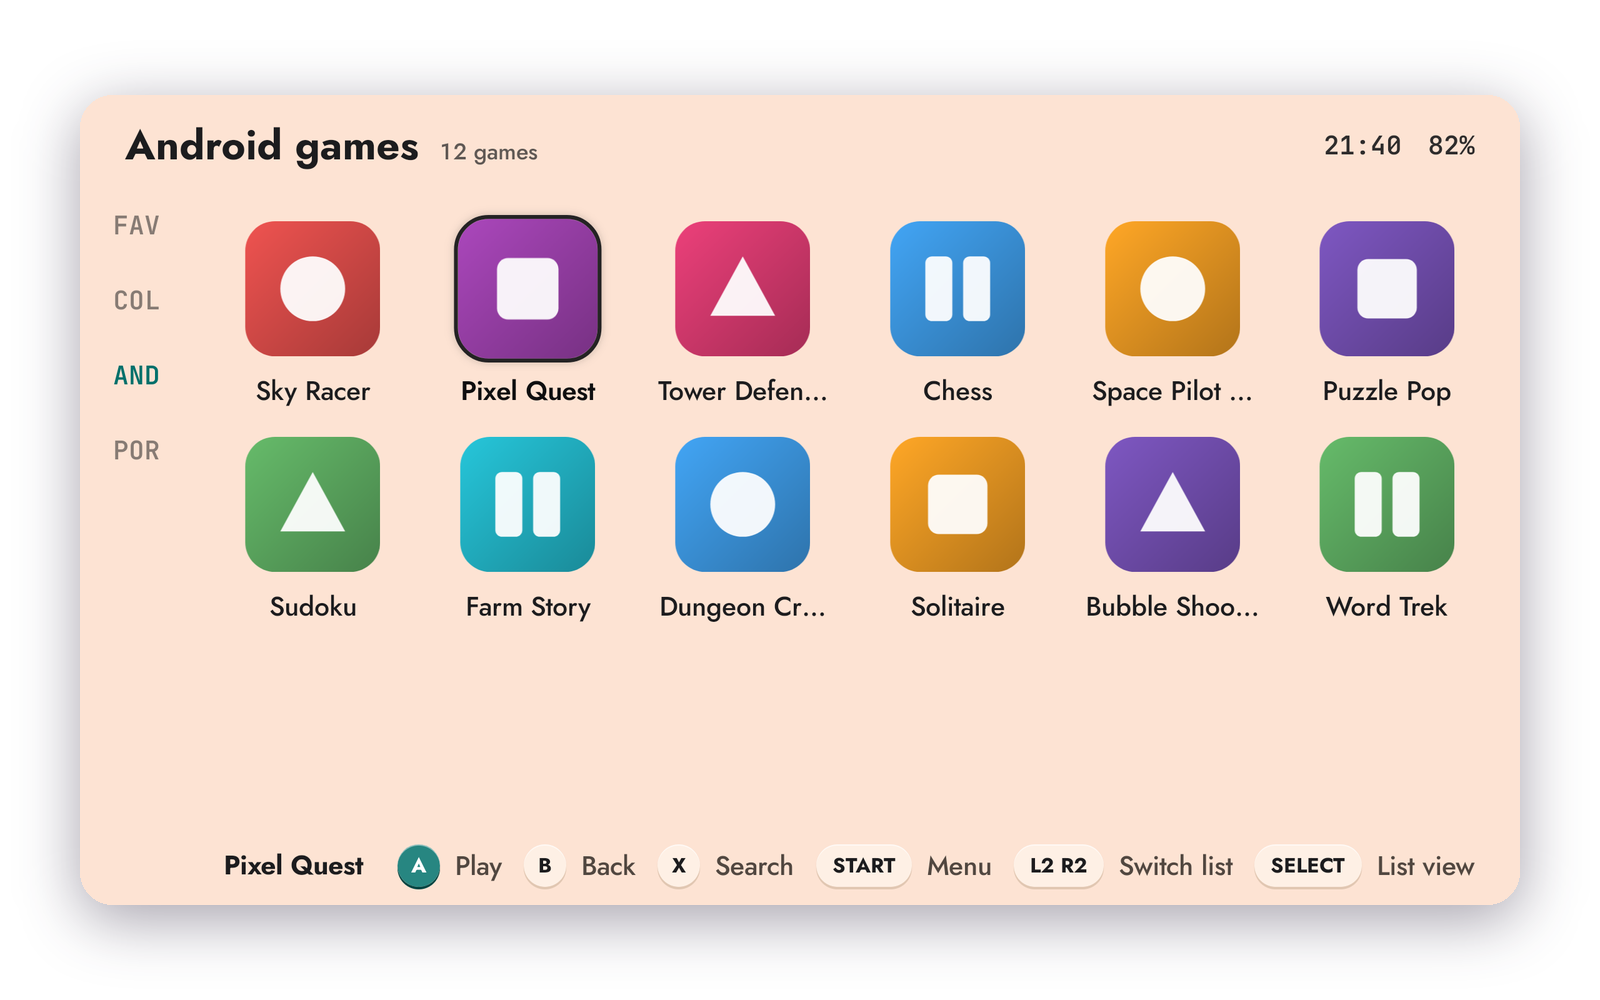 Android games 12 games 21:40 82%
FAV
COL
AND
POR
Sky Racer Pixel Quest Tower Defen... Chess Space Pilot ... Puzzle Pop
Sudoku Farm Story Dungeon Cr... Solitaire Bubble Shoo... Word Trek
Pixel Quest A Play B Back X Search START Menu L2 R2 Switch list SELECT List view